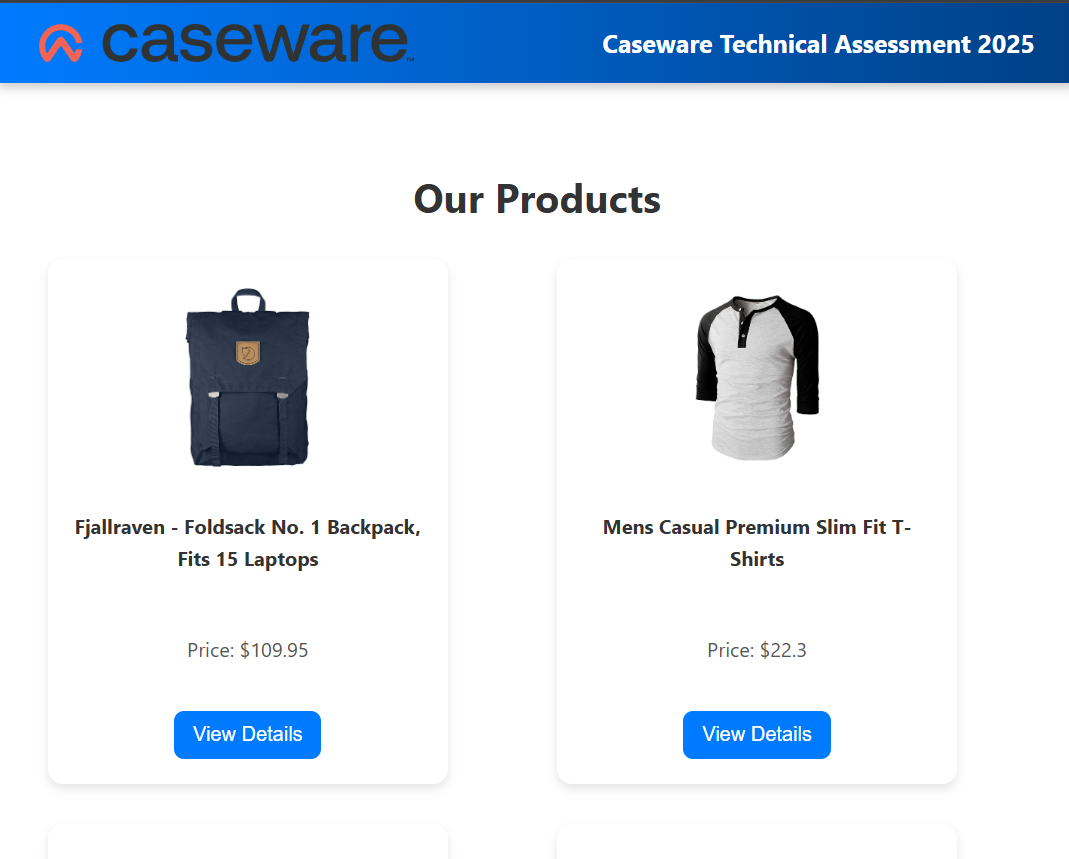 caseware™
Caseware Technical Assessment 2025
Our Products
Fjallraven - Foldsack No. 1 Backpack,
Fits 15 Laptops
Price: $109.95
View Details
Mens Casual Premium Slim Fit T-
Shirts
Price: $22.3
View Details